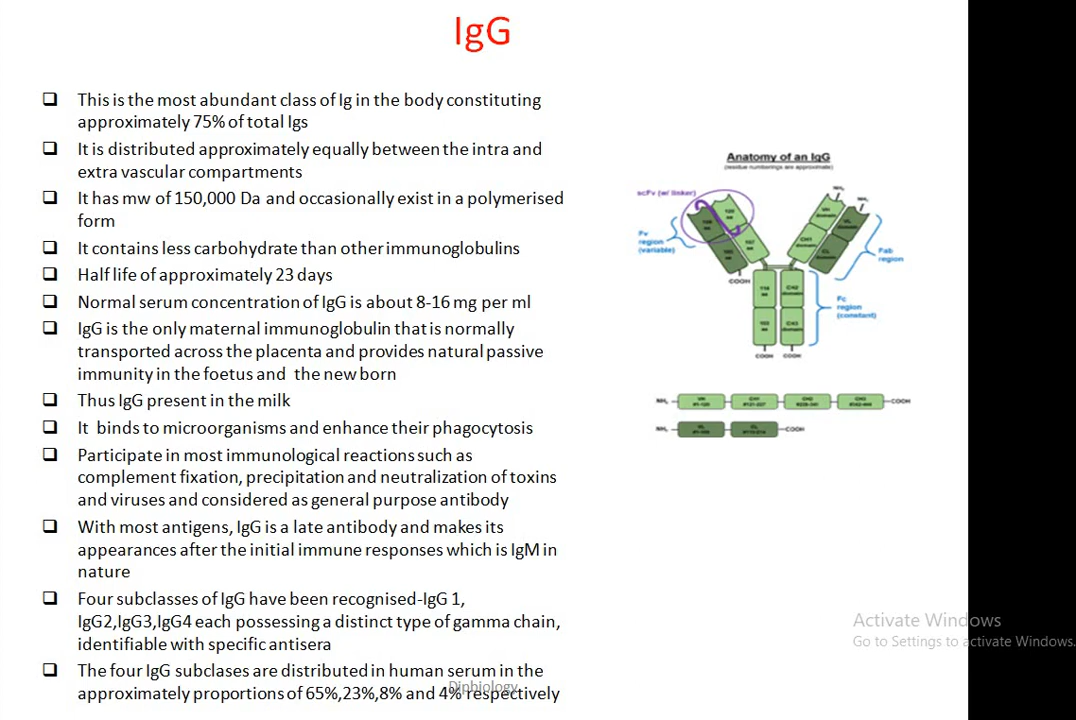 IgG
This is the most abundant class of Ig in the body constituting
approximately 75% of total Igs
It is distributed approximately equally between the intra and
extra vascular compartments
It has mw of 150,000 Da and occasionally exist in a polymerised
form
It contains less carbohydrate than other immunoglobulins
Half life of approximately 23 days
Normal serum concentration of IgG is about 8-16 mg per ml
IgG is the only maternal immunoglobulin that is normally
transported across the placenta and provides natural passive
immunity in the foetus and the new born
Thus IgG present in the milk
It binds to microorganisms and enhance their phagocytosis
Participate in most immunological reactions such as
complement fixation, precipitation and neutralization of toxins
and viruses and considered as general purpose antibody
With most antigens, IgG is a late antibody and makes its
appearances after the initial immune responses which is IgM in
nature
Four subclasses of IgG have been recognised-IgG 1,
IgG2,IgG3,IgG4 each possessing a distinct type of gamma chain,
identifiable with specific antisera
The four IgG subclases are distributed in human serum in the
approximately proportions of 65%,23%,8% and 4% respectively
Dipbiology
Anatomy of an IgG
(residue numberings are approximate)
scFv (w/ linker)
Fv
region
(variable)
Fab
region
Fc
region
(constant)
COOH
COOH COOH
COOH
COOH
Activate Windows
Go to Settings to activate Windows.